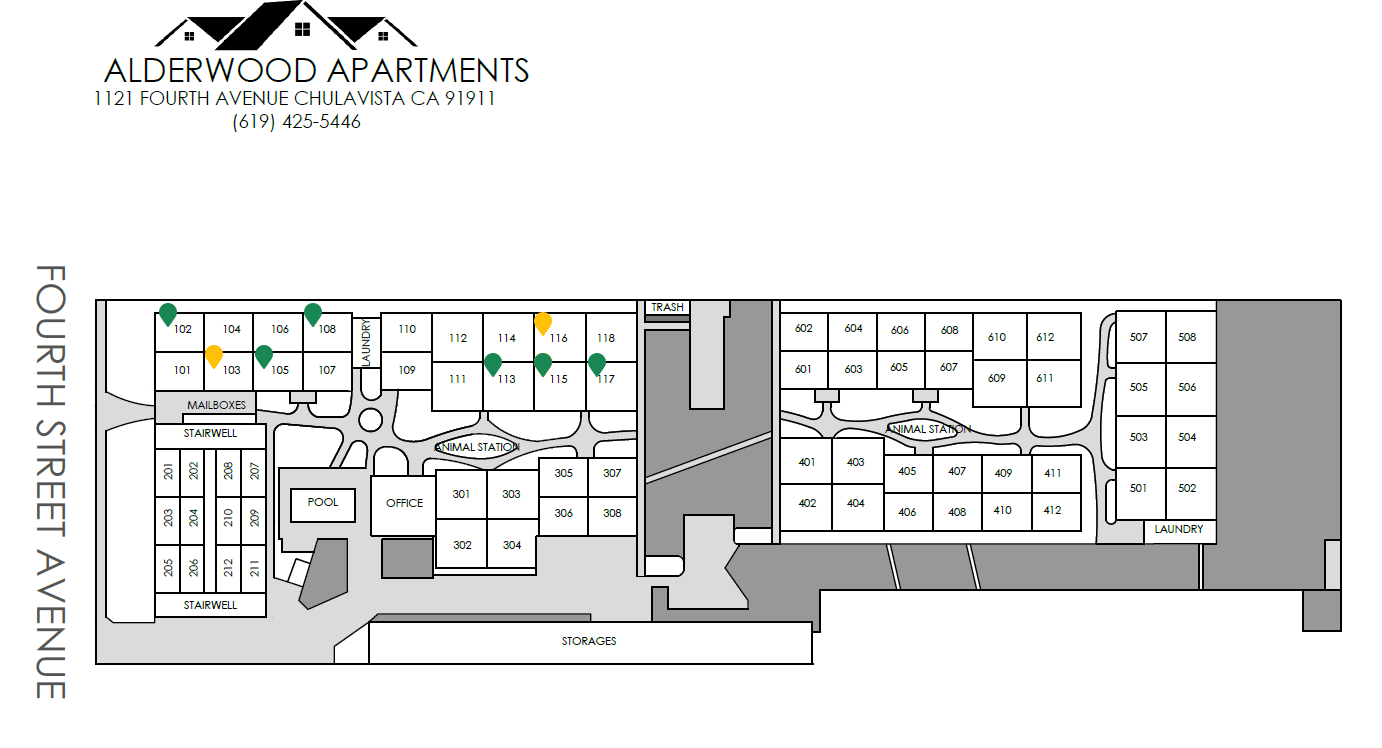 ALDERWOOD APARTMENTS
1121 FOURTH AVENUE CHULAVISTA CA 91911
(619) 425-5446
FOURTH STREET AVENUE
102 104 106 108
101 103 105 107
LAUNDRY
110
109
112 114 116 118
111 113 115 117
TRASH
MAILBOXES
STAIRWELL
201 202 208 207
203 204 210 209
205 206 212 211
STAIRWELL
POOL
OFFICE
ANIMAL STATION
301 303
302 304
305 307
306 308
STORAGES
602 604 606 608 610 612
601 603 605 607 609 611
ANIMAL STATION
401 403 405 407 409 411
402 404 406 408 410 412
507 508
505 506
503 504
501 502
LAUNDRY